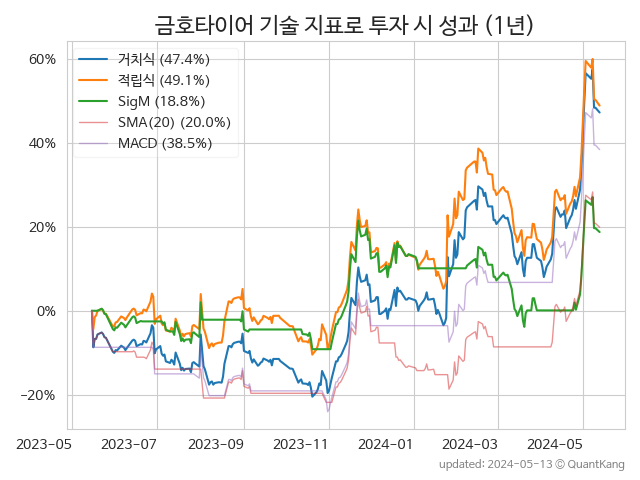 금호타이어 기술 지표로 투자 시 성과 (1년)
거치식 (47.4%)
적립식 (49.1%)
SigM (18.8%)
SMA(20) (20.0%)
MACD (38.5%)
60%
40%
20%
0%
−20%
2023-05 2023-07 2023-09 2023-11 2024-01 2024-03 2024-05
updated: 2024-05-13 ⓒ QuantKang